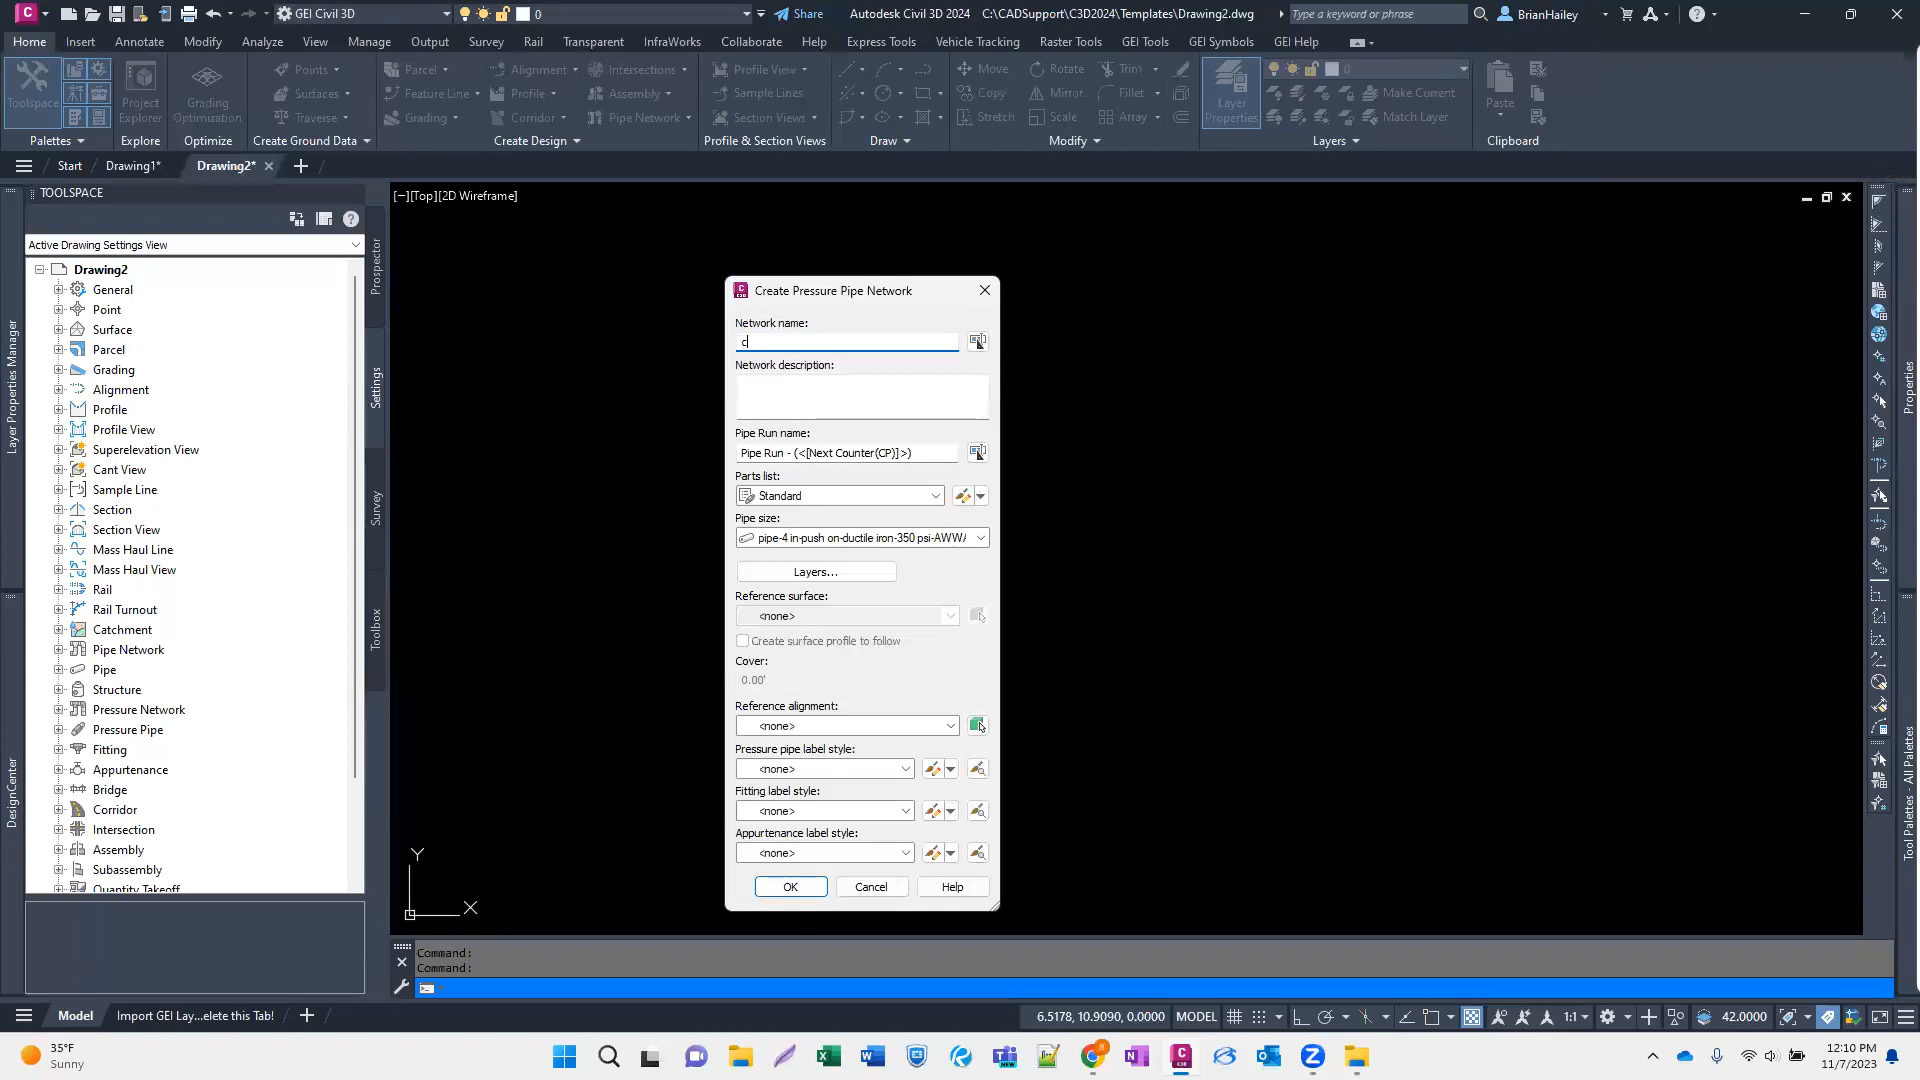 GEI Civil 3D
0
Share
Autodesk Civil 3D 2024 C:\CADSupport\C3D2024\Templates\Drawing2.dwg
Type a keyword or phrase
BrianHailey
Home Insert Annotate Modify Analyze View Manage Output Survey Rail Transparent InfraWorks Collaborate Help Express Tools Vehicle Tracking Raster Tools GEI Tools GEI Symbols GEI Help
Toolspace
Project Explorer
Grading Optimization
Points
Surfaces
Traverse
Parcel
Feature Line
Grading
Alignment
Profile
Corridor
Intersections
Assembly
Pipe Network
Profile View
Sample Lines
Section Views
Move
Copy
Stretch
Rotate
Mirror
Scale
Trim
Fillet
Array
Layer Properties
0
Make Current
Match Layer
Paste
Palettes Explore Optimize Create Ground Data Create Design Profile & Section Views Draw Modify Layers Clipboard
Start Drawing1* Drawing2*
TOOLSPACE
Active Drawing Settings View
Drawing2
General
Point
Surface
Parcel
Grading
Alignment
Profile
Profile View
Superelevation View
Cant View
Sample Line
Section
Section View
Mass Haul Line
Mass Haul View
Rail
Rail Turnout
Catchment
Pipe Network
Pipe
Structure
Pressure Network
Pressure Pipe
Fitting
Appurtenance
Bridge
Corridor
Intersection
Assembly
Subassembly
Quantity Takeoff
Layer Properties Manager
DesignCenter
Prospector
Settings
Survey
Toolbox
[−][Top][2D Wireframe]
Create Pressure Pipe Network
Network name:
c
Network description:
Pipe Run name:
Pipe Run - (<[Next Counter(CP)]>)
Parts list:
Standard
Pipe size:
pipe-4 in-push on-ductile iron-350 psi-AWWA
Layers...
Reference surface:
<none>
Create surface profile to follow
Cover:
0.00'
Reference alignment:
<none>
Pressure pipe label style:
<none>
Fitting label style:
<none>
Appurtenance label style:
<none>
OK Cancel Help
Y
X
Properties
Tool Palettes - All Palettes
Command:
Command:
Model Import GEI Lay...elete this Tab!
6.5178, 10.9090, 0.0000 MODEL
1:1
42.0000
35°F
Sunny
12:10 PM
11/7/2023